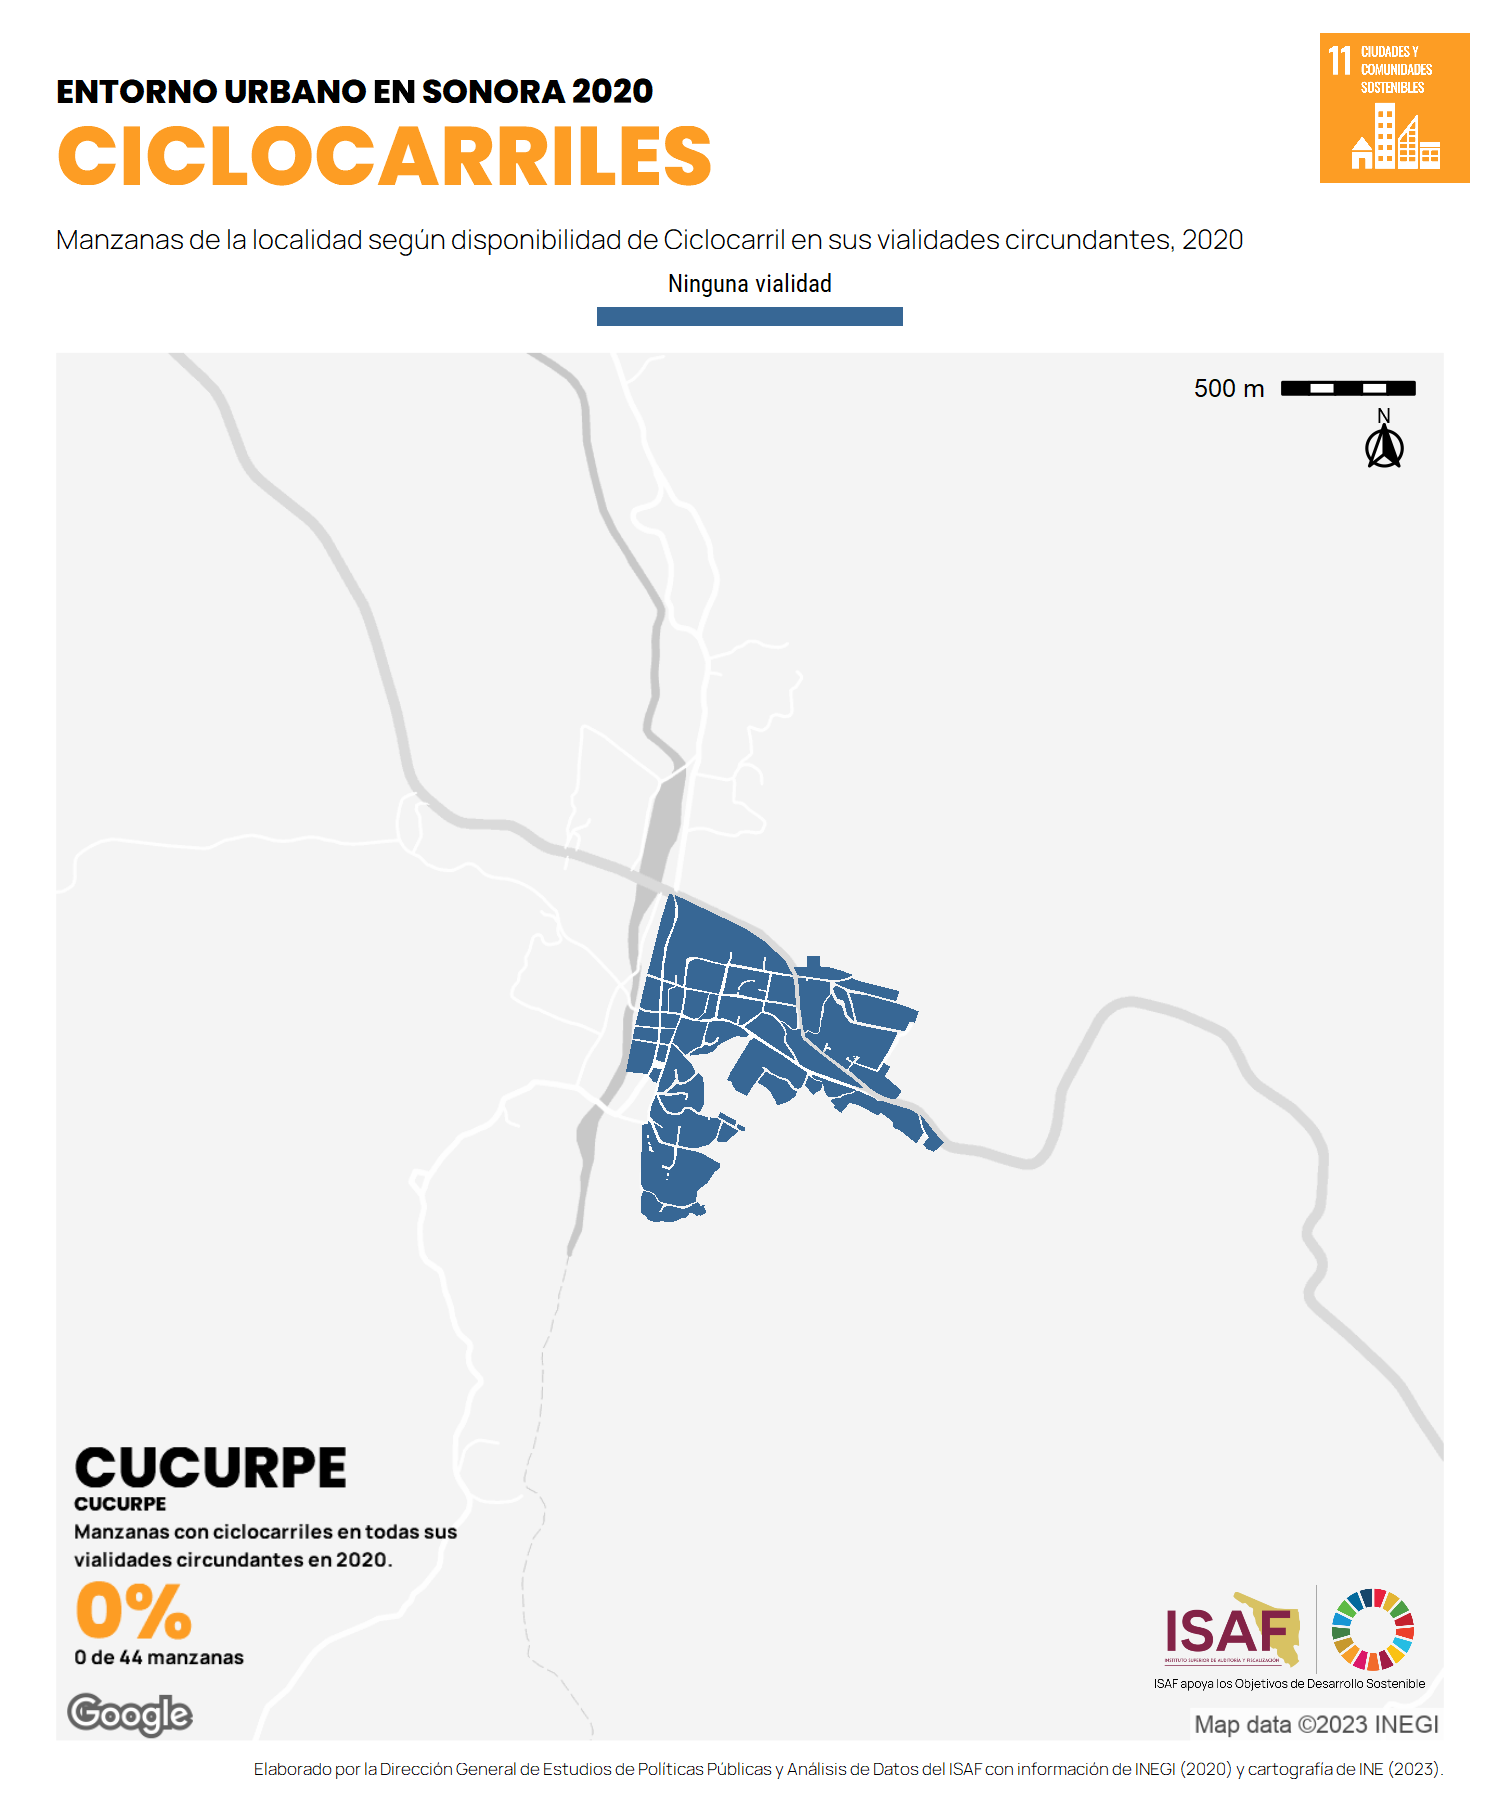 ENTORNO URBANO EN SONORA 2020
CICLOCARRILES
11 CIUDADES Y
COMUNIDADES
SOSTENIBLES
Manzanas de la localidad según disponibilidad de Ciclocarril en sus vialidades circundantes, 2020
Ninguna vialidad
500 m
N
CUCURPE
CUCURPE
Manzanas con ciclocarriles en todas sus
vialidades circundantes en 2020.
0%
0 de 44 manzanas
Google
ISAF
INSTITUTO SUPERIOR DE AUDITORÍA Y FISCALIZACIÓN
ISAF apoya los Objetivos de Desarrollo Sostenible
Map data ©2023 INEGI
Elaborado por la Dirección General de Estudios de Políticas Públicas y Análisis de Datos del ISAF con información de INEGI (2020) y cartografía de INE (2023).